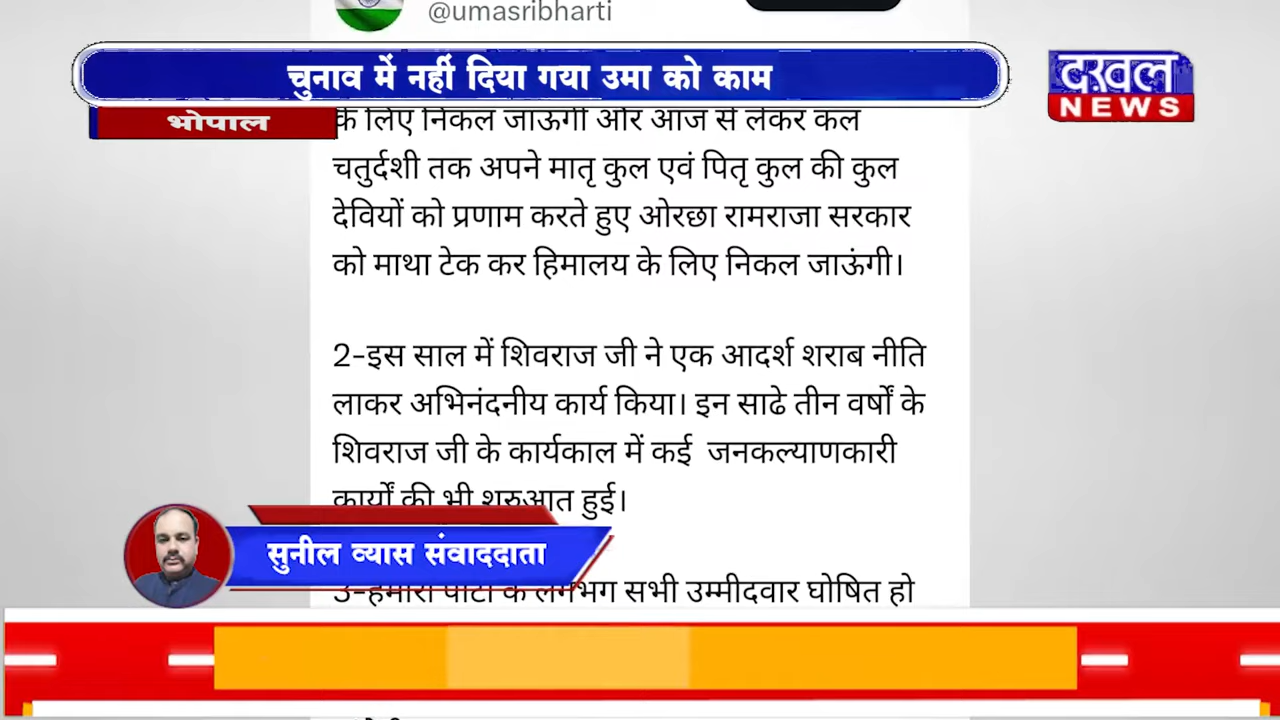 @umasribharti
चुनाव में नहीं दिया गया उमा को काम
दखल
NEWS
भोपाल
के लिए निकल जाऊंगी और आज से लेकर कल
चतुर्दशी तक अपने मातृ कुल एवं पितृ कुल की कुल
देवियों को प्रणाम करते हुए ओरछा रामराजा सरकार
को माथा टेक कर हिमालय के लिए निकल जाऊंगी।
2-इस साल में शिवराज जी ने एक आदर्श शराब नीति
लाकर अभिनंदनीय कार्य किया। इन साढे तीन वर्षों के
शिवराज जी के कार्यकाल में कई जनकल्याणकारी
कार्यों की भी शुरुआत हुई।
सुनील व्यास संवाददाता
3-हमारी पार्टी के लगभग सभी उम्मीदवार घोषित हो